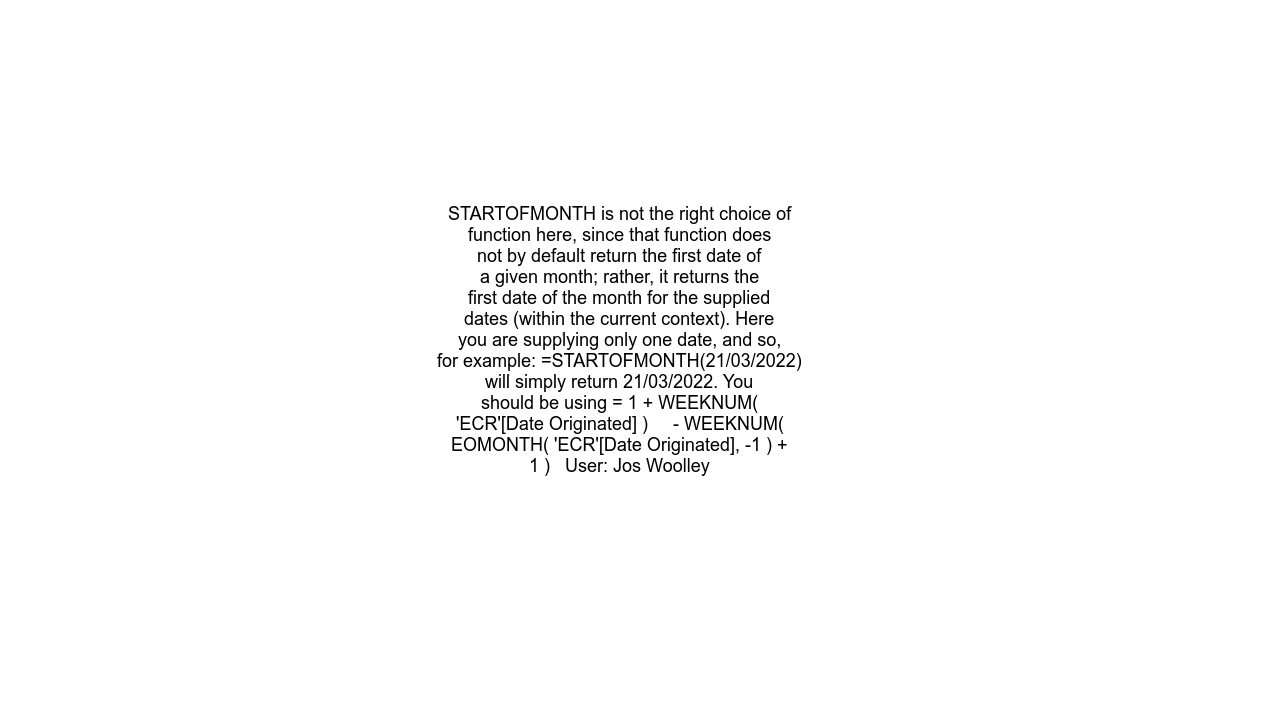 STARTOFMONTH is not the right choice of
function here, since that function does
not by default return the first date of
a given month; rather, it returns the
first date of the month for the supplied
dates (within the current context). Here
you are supplying only one date, and so,
for example: =STARTOFMONTH(21/03/2022)
will simply return 21/03/2022. You
should be using = 1 + WEEKNUM(
'ECR'[Date Originated] )     - WEEKNUM(
EOMONTH( 'ECR'[Date Originated], -1 ) +
1 )   User: Jos Woolley